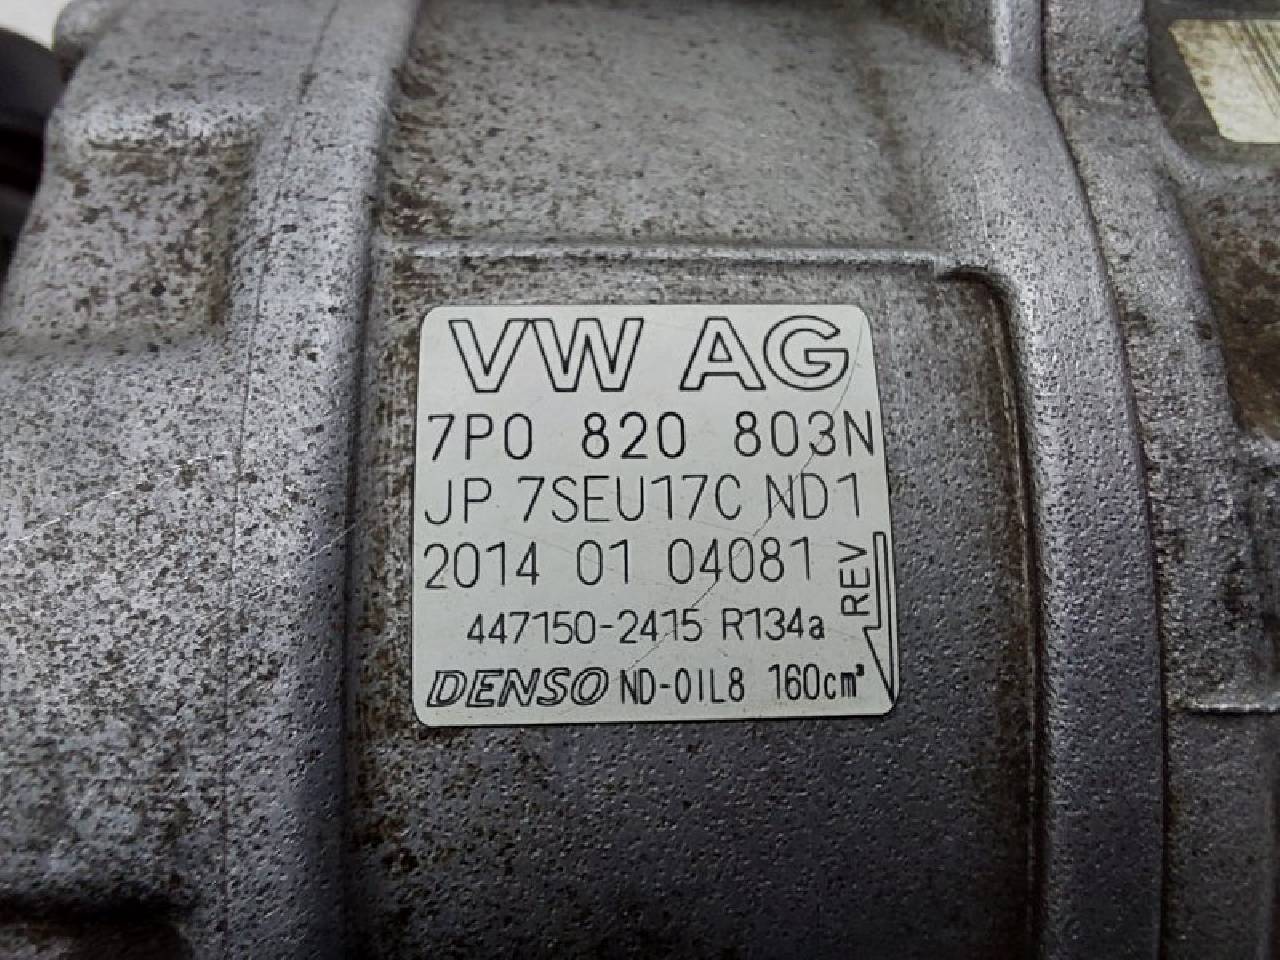 VW AG
7P0 820 803N
JP 7SEU17C ND1
2014 01 04081
REV
447150-2415 R134a
DENSO ND-OIL8 160cm³